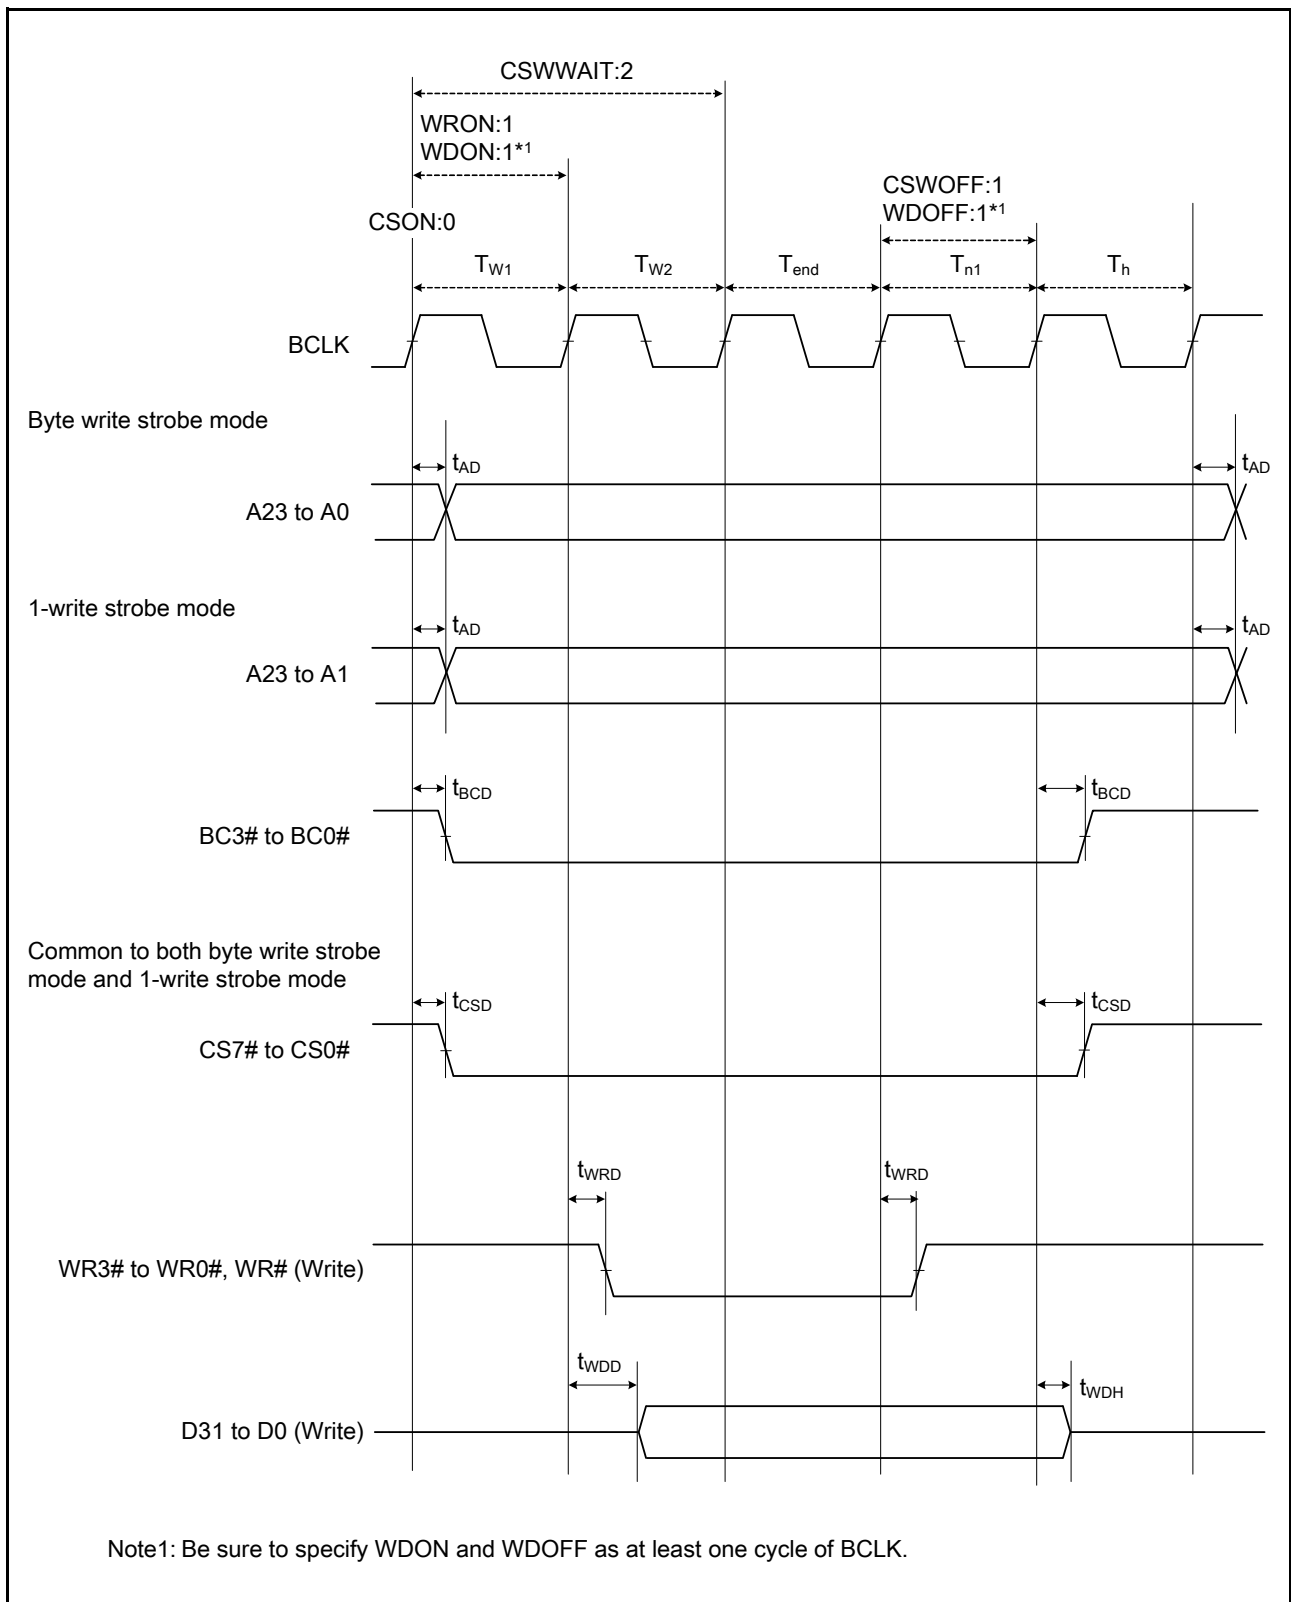 CSWWAIT:2
WRON:1
WDON:1*1
CSON:0
CSWOFF:1
WDOFF:1*1
TW1 TW2 Tend Tn1 Th
BCLK
Byte write strobe mode
tAD tAD
A23 to A0
1-write strobe mode
tAD tAD
A23 to A1
tBCD tBCD
BC3# to BC0#
Common to both byte write strobe
mode and 1-write strobe mode
tCSD tCSD
CS7# to CS0#
tWRD tWRD
WR3# to WR0#, WR# (Write)
tWDD tWDH
D31 to D0 (Write)
Note1: Be sure to specify WDON and WDOFF as at least one cycle of BCLK.